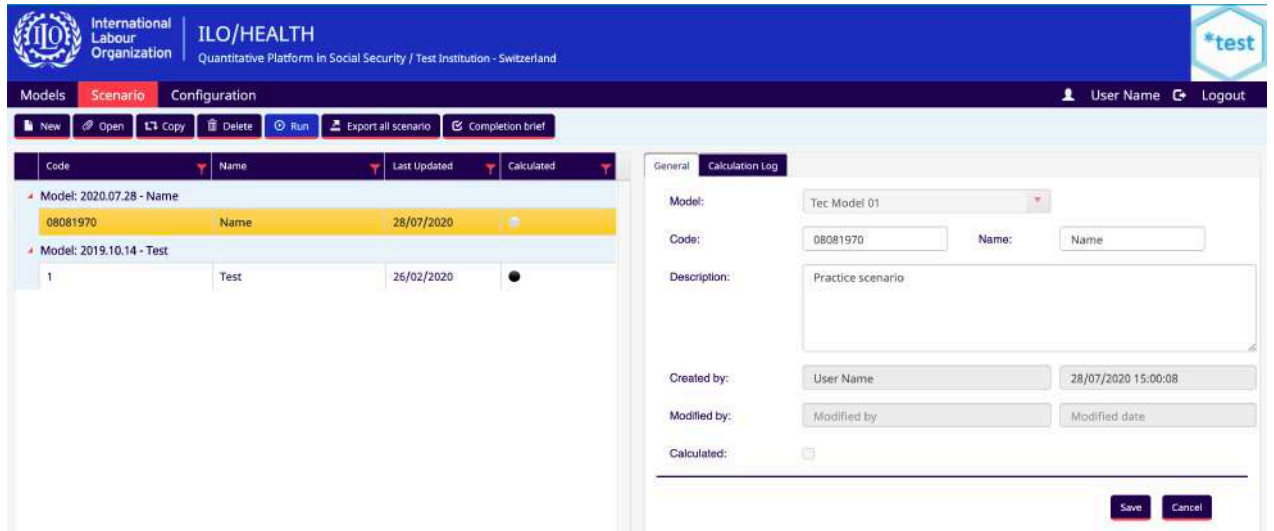 International
Labour
Organization
ILO
ILO/HEALTH
Quantitative Platform in Social Security / Test Institution - Switzerland
*test
Models Scenario Configuration User Name Logout
New Open Copy Delete Run Export all scenario Completion brief
Code Name Last Updated Calculated
Model: 2020.07.28 - Name
08081970 Name 28/07/2020
Model: 2019.10.14 - Test
1 Test 26/02/2020
General Calculation Log
Model: Tec Model 01
Code: 08081970 Name: Name
Description: Practice scenario
Created by: User Name 28/07/2020 15:00:08
Modified by: Modified by Modified date
Calculated:
Save Cancel